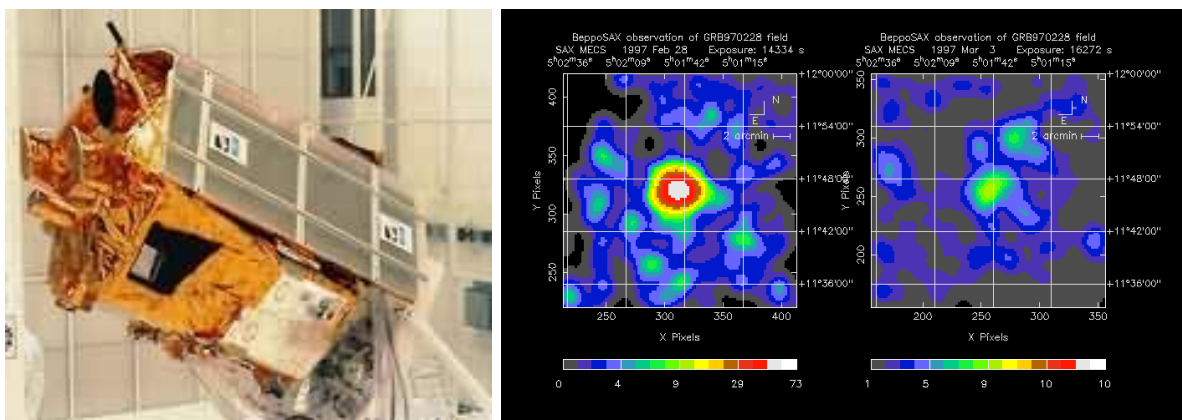 BeppoSAX observation of GRB970228 field
SAX MECS 1997 Feb 28 Exposure: 14334 s
5ʰ02ᵐ36ˢ 5ʰ02ᵐ09ˢ 5ʰ01ᵐ42ˢ 5ʰ01ᵐ15ˢ
400
350
300
250
Y Pixels
N
E
2 arcmin
+12°00'00"
+11°54'00"
+11°48'00"
+11°42'00"
+11°36'00"
250 300 350 400
X Pixels
0 4 9 29 73
BeppoSAX observation of GRB970228 field
SAX MECS 1997 Mar 3 Exposure: 16272 s
5ʰ02ᵐ36ˢ 5ʰ02ᵐ09ˢ 5ʰ01ᵐ42ˢ 5ʰ01ᵐ15ˢ
350
300
250
200
Y Pixels
N
E
2 arcmin
+12°00'00"
+11°54'00"
+11°48'00"
+11°42'00"
+11°36'00"
200 250 300 350
X Pixels
1 5 9 10 10